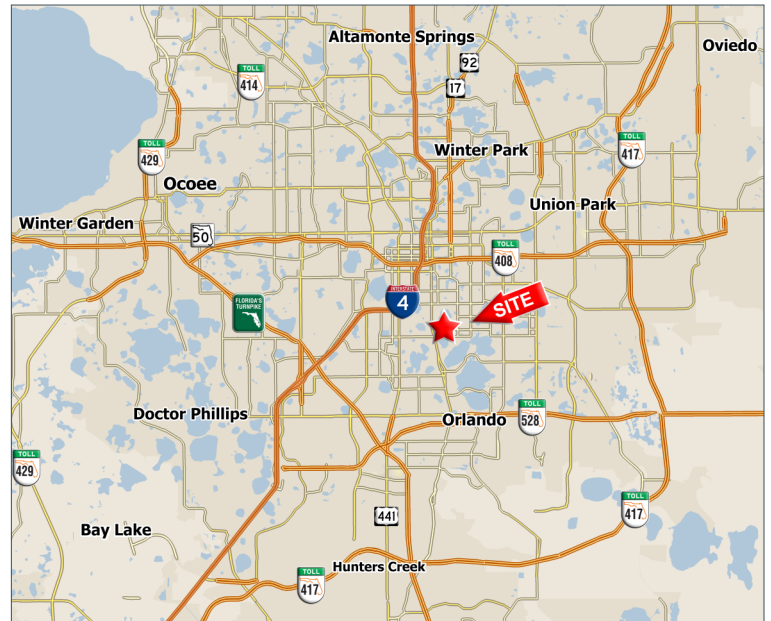 Altamonte Springs
Oviedo
92
TOLL
414
17
TOLL
429
Winter Park
TOLL
417
Ocoee
Union Park
Winter Garden
50
TOLL
408
INTERSTATE
4
SITE
FLORIDA'S
TURNPIKE
Doctor Phillips
Orlando
TOLL
528
TOLL
429
441
TOLL
417
Bay Lake
Hunters Creek
TOLL
417